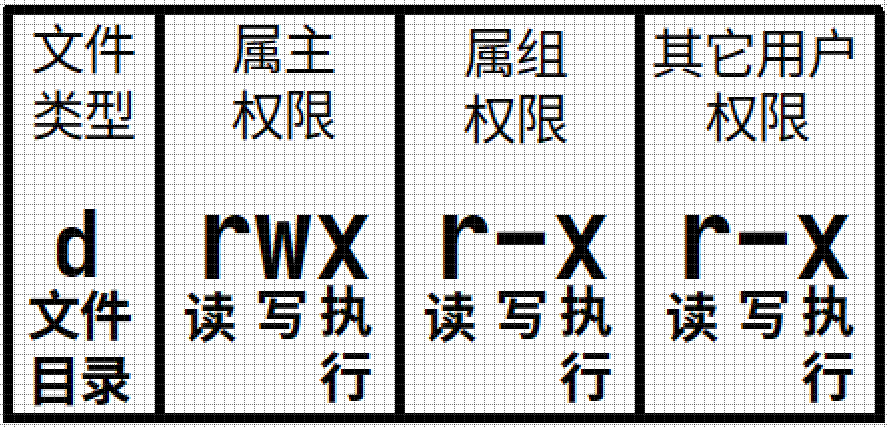 文件 属主 属组 其它用户
类型 权限 权限 权限
d rwx r-x r-x
文件 读 写 执 读 写 执 读 写 执
目录 行 行 行